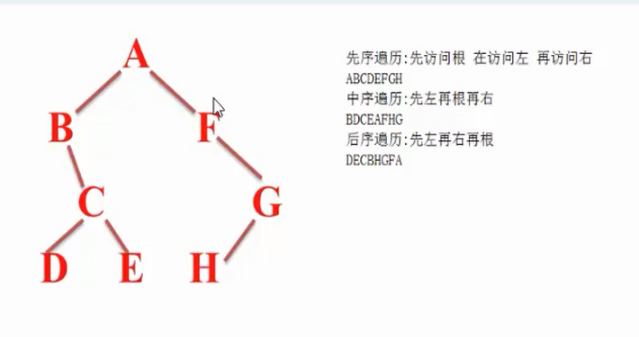 A
B
F
C
G
D
E
H
先序遍历:先访问根 在访问左 再访问右
ABCDEFGH
中序遍历:先左再根再右
BDCEAFHG
后序遍历:先左再右再根
DECBHGFA